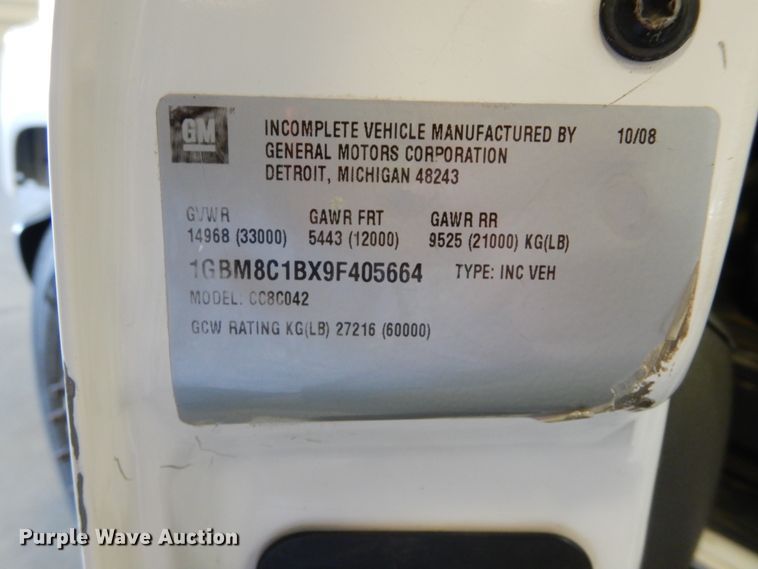 GM
INCOMPLETE VEHICLE MANUFACTURED BY 10/08
GENERAL MOTORS CORPORATION
DETROIT, MICHIGAN 48243
GVWR GAWR FRT GAWR RR
14968 (33000) 5443 (12000) 9525 (21000) KG(LB)
1GBM8C1BX9F405664 TYPE: INC VEH
MODEL: CC8C042
GCW RATING KG(LB) 27216 (60000)
Purple Wave Auction